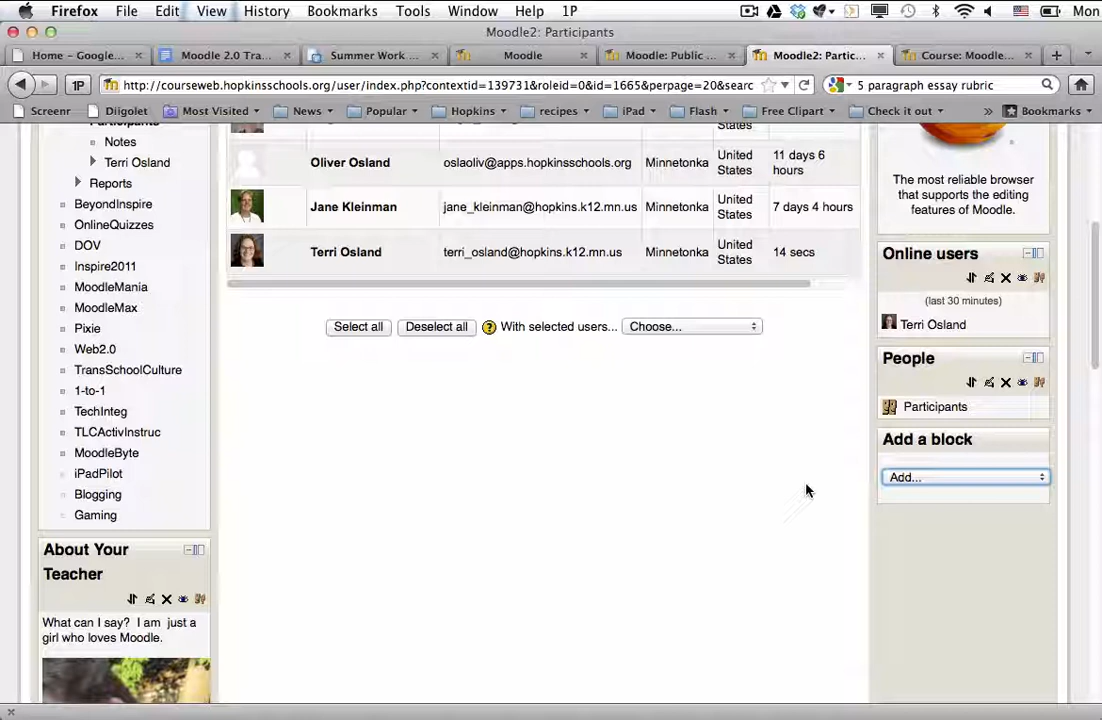 Firefox File Edit View History Bookmarks Tools Window Help 1P Mon
Moodle2: Participants
Home – Google... Moodle 2.0 Tra... Summer Work ... Moodle Moodle: Public ... Moodle2: Partic... Course: Moodle...
1P http://courseweb.hopkinsschools.org/user/index.php?contextid=139731&roleid=0&id=1665&perpage=20&searc 5 paragraph essay rubric
Screenr Diigolet Most Visited News Popular Hopkins recipes iPad Flash Free Clipart Check it out » Bookmarks
Participants
Notes
Terri Osland
Reports
BeyondInspire
OnlineQuizzes
DOV
Inspire2011
MoodleMania
MoodleMax
Pixie
Web2.0
TransSchoolCulture
1-to-1
TechInteg
TLCActivInstruc
MoodleByte
iPadPilot
Blogging
Gaming
About Your
Teacher
What can I say? I am just a
girl who loves Moodle.
States
Oliver Osland oslaoliv@apps.hopkinsschools.org Minnetonka United States 11 days 6 hours
Jane Kleinman jane_kleinman@hopkins.k12.mn.us Minnetonka United States 7 days 4 hours
Terri Osland terri_osland@hopkins.k12.mn.us Minnetonka United States 14 secs
Select all Deselect all ? With selected users... Choose...
The most reliable browser
that supports the editing
features of Moodle.
Online users
(last 30 minutes)
Terri Osland
People
Participants
Add a block
Add...